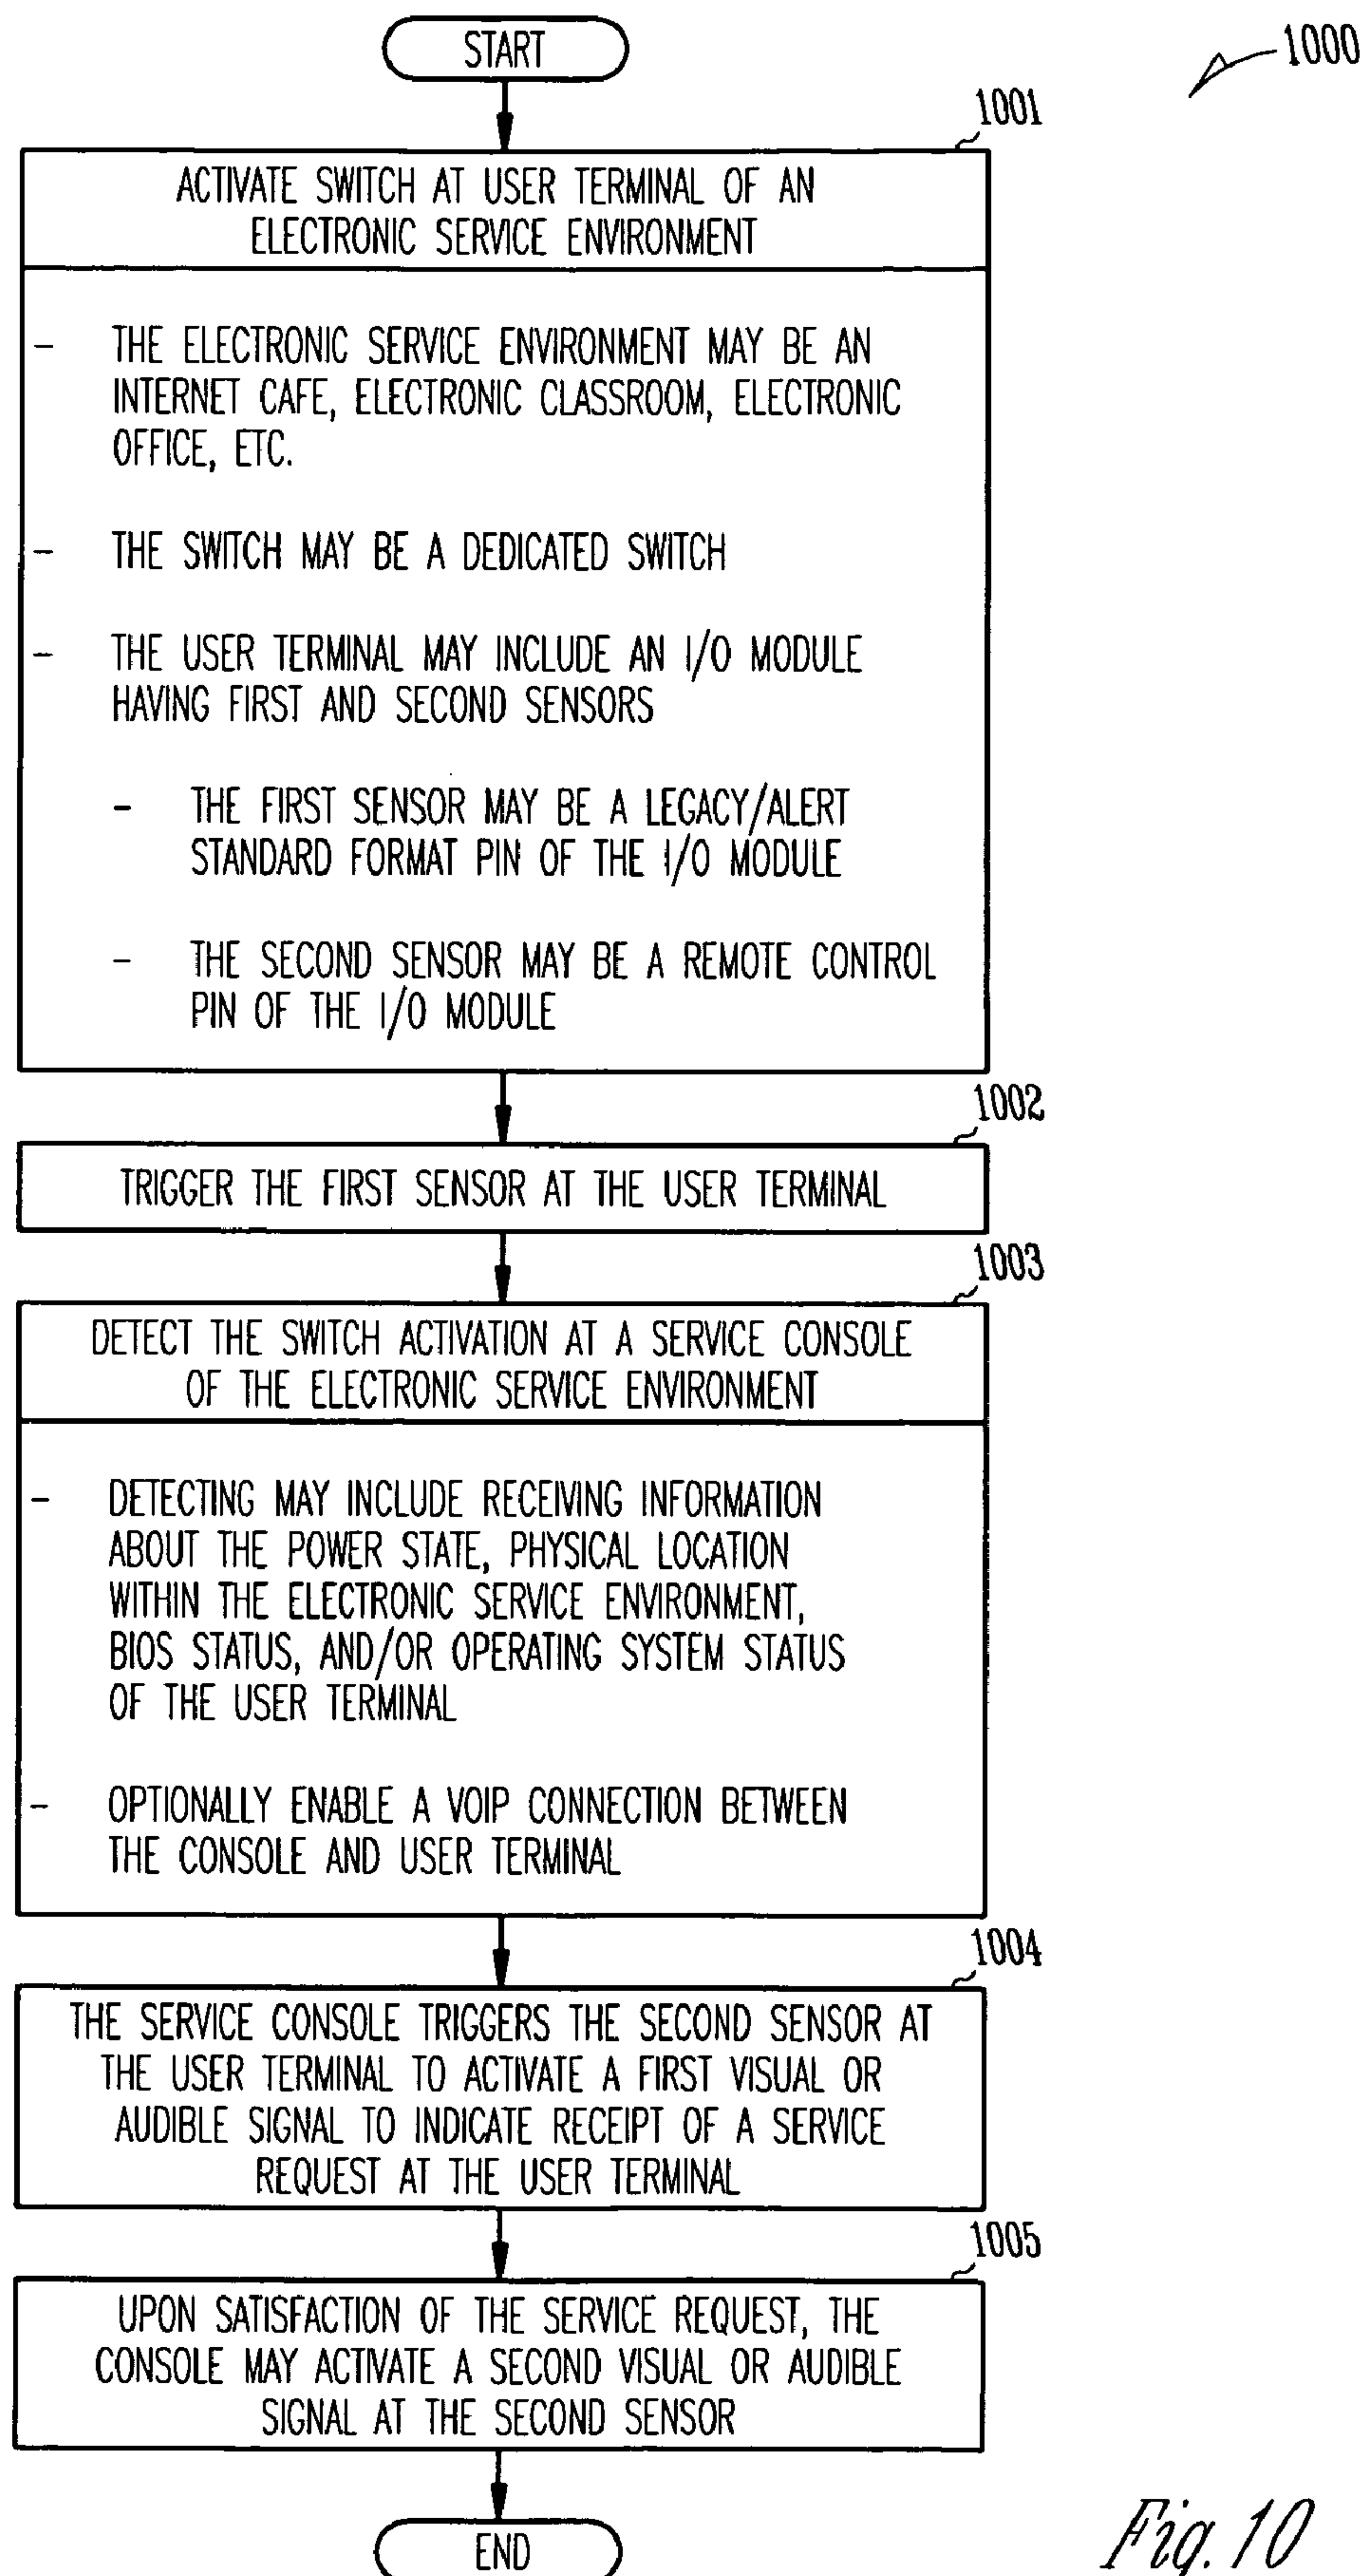 START
1000
1001
ACTIVATE SWITCH AT USER TERMINAL OF AN
ELECTRONIC SERVICE ENVIRONMENT
- THE ELECTRONIC SERVICE ENVIRONMENT MAY BE AN
INTERNET CAFE, ELECTRONIC CLASSROOM, ELECTRONIC
OFFICE, ETC.
- THE SWITCH MAY BE A DEDICATED SWITCH
- THE USER TERMINAL MAY INCLUDE AN I/O MODULE
HAVING FIRST AND SECOND SENSORS
- THE FIRST SENSOR MAY BE A LEGACY/ALERT
STANDARD FORMAT PIN OF THE I/O MODULE
- THE SECOND SENSOR MAY BE A REMOTE CONTROL
PIN OF THE I/O MODULE
1002
TRIGGER THE FIRST SENSOR AT THE USER TERMINAL
1003
DETECT THE SWITCH ACTIVATION AT A SERVICE CONSOLE
OF THE ELECTRONIC SERVICE ENVIRONMENT
- DETECTING MAY INCLUDE RECEIVING INFORMATION
ABOUT THE POWER STATE, PHYSICAL LOCATION
WITHIN THE ELECTRONIC SERVICE ENVIRONMENT,
BIOS STATUS, AND/OR OPERATING SYSTEM STATUS
OF THE USER TERMINAL
- OPTIONALLY ENABLE A VOIP CONNECTION BETWEEN
THE CONSOLE AND USER TERMINAL
1004
THE SERVICE CONSOLE TRIGGERS THE SECOND SENSOR AT
THE USER TERMINAL TO ACTIVATE A FIRST VISUAL OR
AUDIBLE SIGNAL TO INDICATE RECEIPT OF A SERVICE
REQUEST AT THE USER TERMINAL
1005
UPON SATISFACTION OF THE SERVICE REQUEST, THE
CONSOLE MAY ACTIVATE A SECOND VISUAL OR AUDIBLE
SIGNAL AT THE SECOND SENSOR
END
Fig. 10